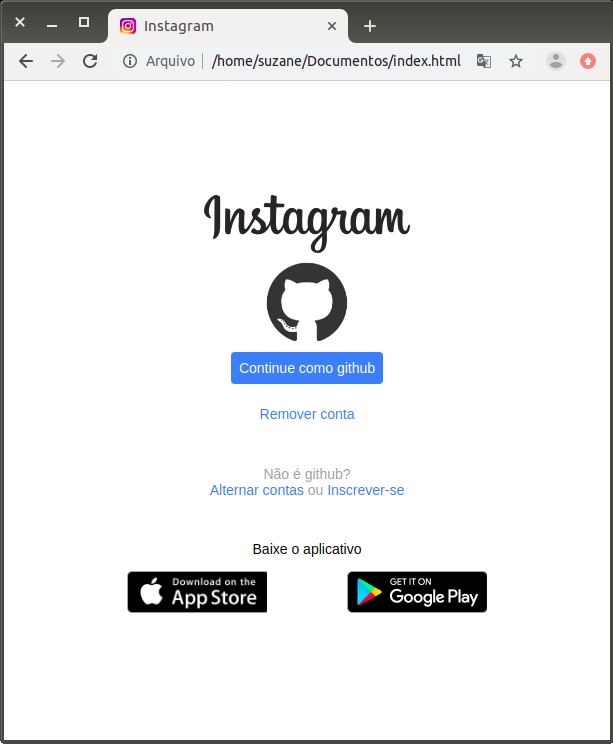 Instagram
Arquivo | /home/suzane/Documentos/index.html
Instagram
Continue como github
Remover conta
Não é github?
Alternar contas ou Inscrever-se
Baixe o aplicativo
Download on the
App Store
GET IT ON
Google Play